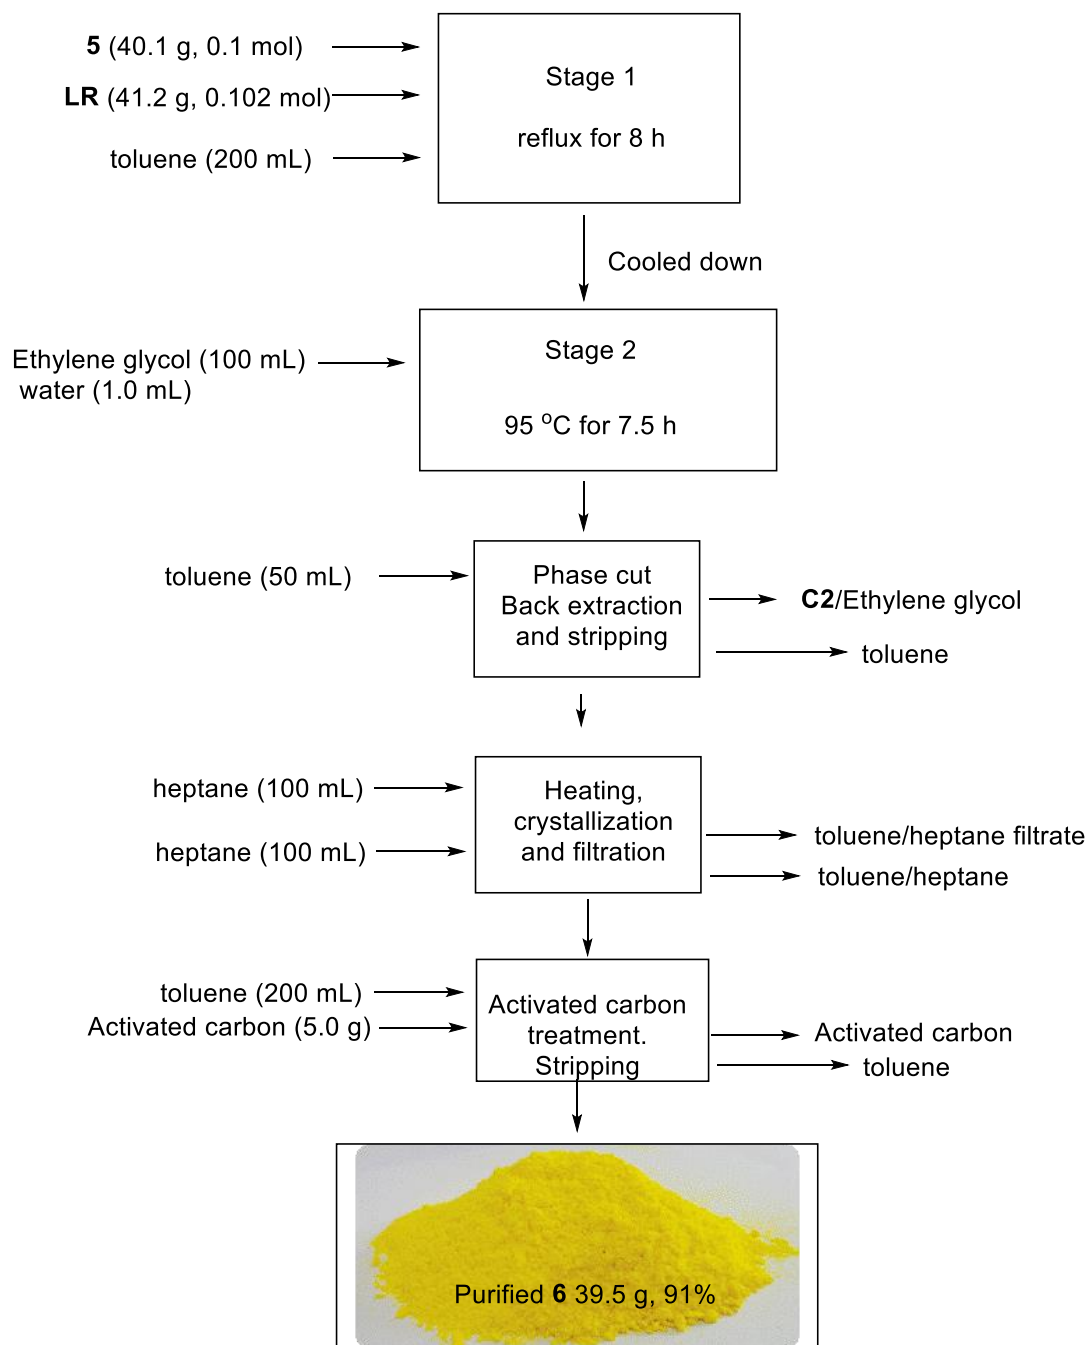 5 (40.1 g, 0.1 mol)
LR (41.2 g, 0.102 mol)
toluene (200 mL)
Stage 1
reflux for 8 h
Cooled down
Ethylene glycol (100 mL)
water (1.0 mL)
Stage 2
95 °C for 7.5 h
toluene (50 mL)
Phase cut
Back extraction
and stripping
C2/Ethylene glycol
toluene
heptane (100 mL)
heptane (100 mL)
Heating,
crystallization
and filtration
toluene/heptane filtrate
toluene/heptane
toluene (200 mL)
Activated carbon (5.0 g)
Activated carbon
treatment.
Stripping
Activated carbon
toluene
Purified 6 39.5 g, 91%